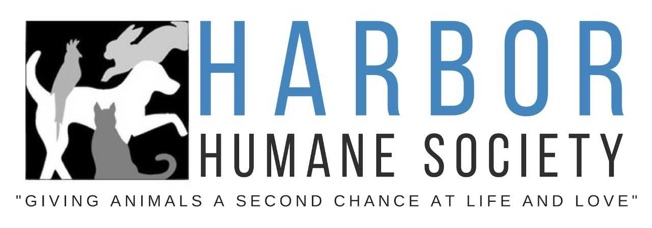 HARBOR
HUMANE SOCIETY
"GIVING ANIMALS A SECOND CHANCE AT LIFE AND LOVE"